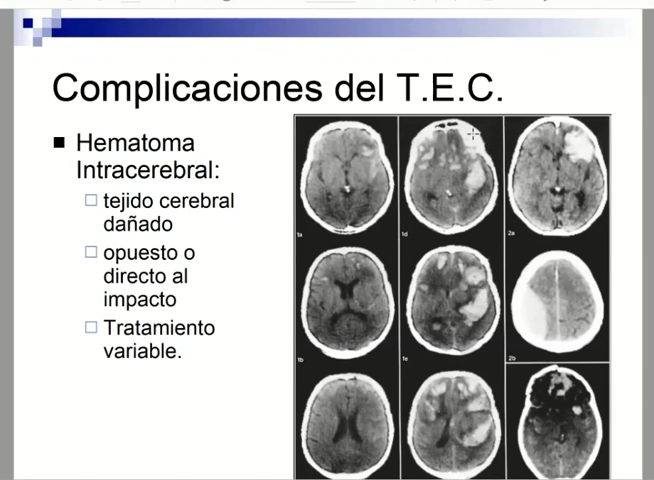 Complicaciones del T.E.C.
Hematoma
Intracerebral:
tejido cerebral
dañado
opuesto o
directo al
impacto
Tratamiento
variable.
1a
1d
2a
1b
1e
2b